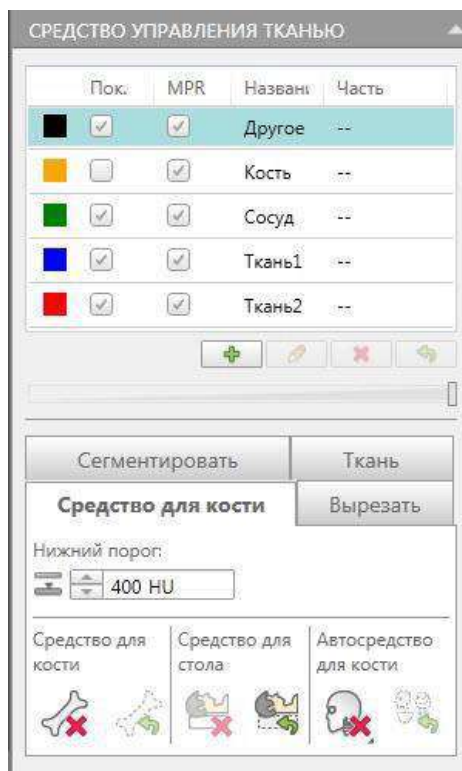 СРЕДСТВО УПРАВЛЕНИЯ ТКАНЬЮ
Пок. MPR Названи Часть
Другое --
Кость --
Сосуд --
Ткань1 --
Ткань2 --
Сегментировать Ткань
Средство для кости Вырезать
Нижний порог:
400 HU
Средство для кости Средство для стола Автосредство для кости